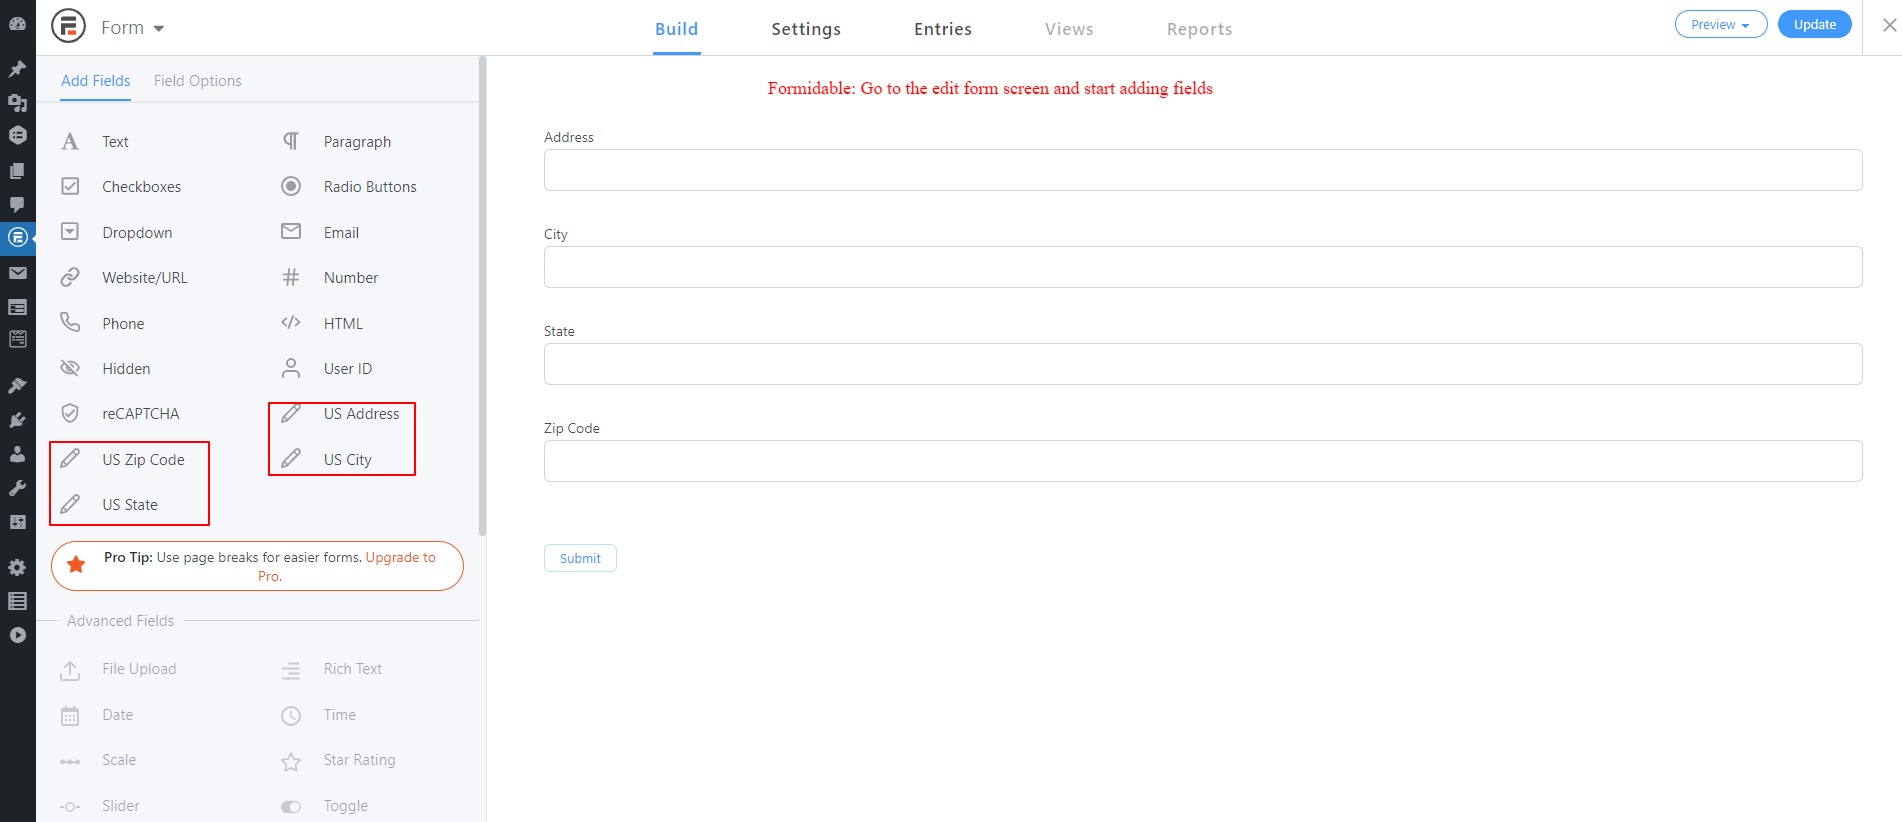 Form
Build
Settings
Entries
Views
Reports
Preview
Update
Add Fields
Field Options
Formidable: Go to the edit form screen and start adding fields
Text
Paragraph
Checkboxes
Radio Buttons
Dropdown
Email
Website/URL
Number
Phone
HTML
Hidden
User ID
reCAPTCHA
US Address
US Zip Code
US City
US State
Pro Tip: Use page breaks for easier forms. Upgrade to
Pro.
Advanced Fields
File Upload
Rich Text
Date
Time
Scale
Star Rating
Slider
Toggle
Address
City
State
Zip Code
Submit